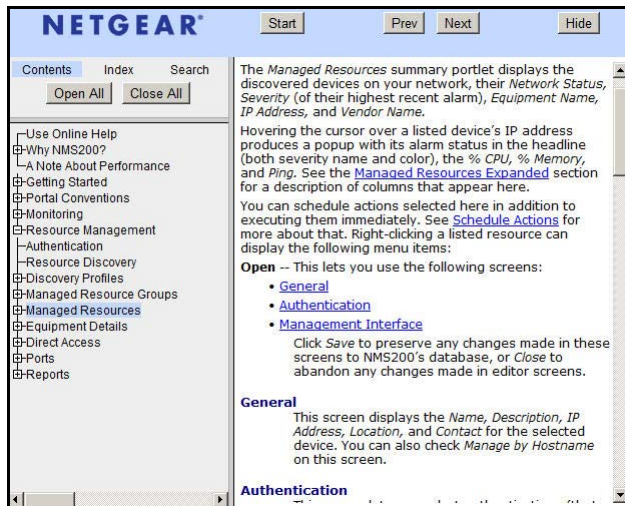 NETGEAR®
Start
Prev
Next
Hide
Contents
Index
Search
Open All
Close All
Use Online Help
Why NMS200?
A Note About Performance
Getting Started
Portal Conventions
Monitoring
Resource Management
Authentication
Resource Discovery
Discovery Profiles
Managed Resource Groups
Managed Resources
Equipment Details
Direct Access
Ports
Reports
The Managed Resources summary portlet displays the
discovered devices on your network, their Network Status,
Severity (of their highest recent alarm), Equipment Name,
IP Address, and Vendor Name.
Hovering the cursor over a listed device's IP address
produces a popup with its alarm status in the headline
(both severity name and color), the % CPU, % Memory,
and Ping. See the Managed Resources Expanded section
for a description of columns that appear here.
You can schedule actions selected here in addition to
executing them immediately. See Schedule Actions for
more about that. Right-clicking a listed resource can
display the following menu items:
Open -- This lets you use the following screens:
• General
• Authentication
• Management Interface
Click Save to preserve any changes made in these
screens to NMS200's database, or Close to
abandon any changes made in editor screens.
General
This screen displays the Name, Description, IP
Address, Location, and Contact for the selected
device. You can also check Manage by Hostname
on this screen.
Authentication